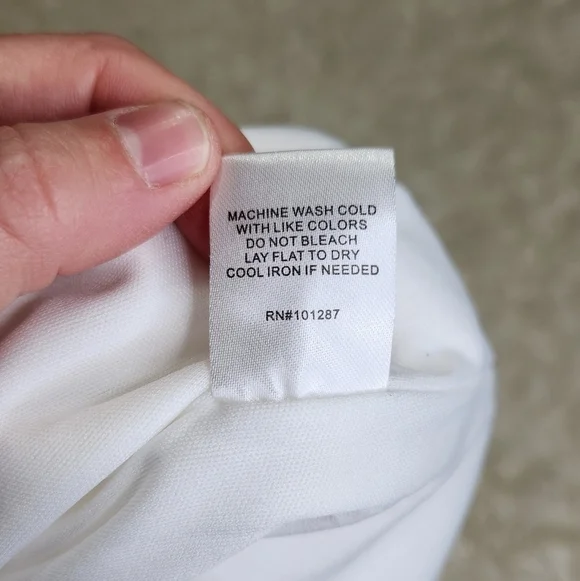 MACHINE WASH COLD
WITH LIKE COLORS
DO NOT BLEACH
LAY FLAT TO DRY
COOL IRON IF NEEDED
RN#101287